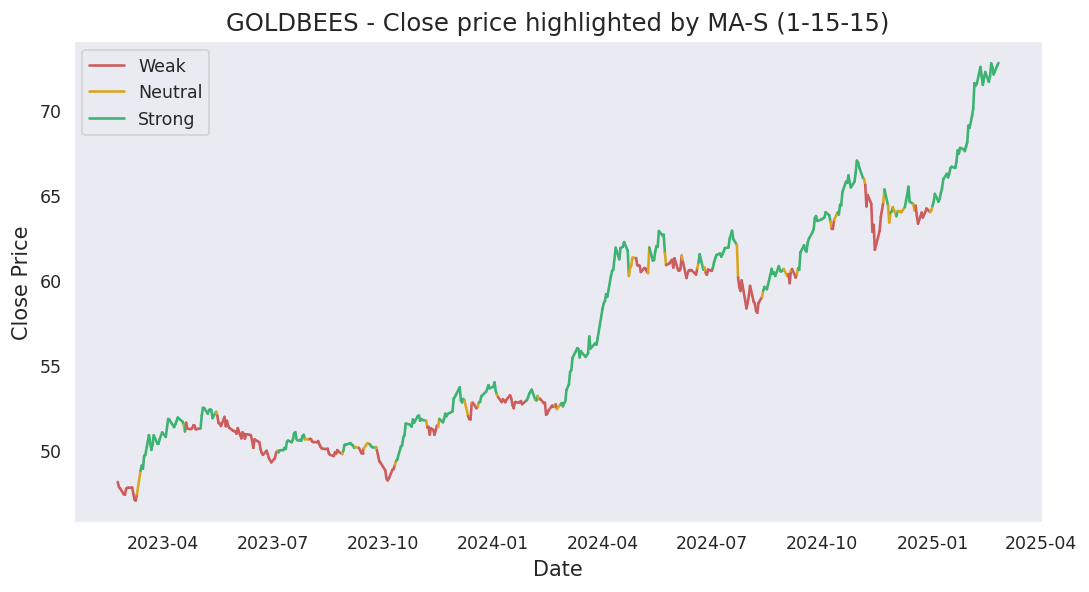 GOLDBEES - Close price highlighted by MA-S (1-15-15)
Weak
Neutral
Strong
Close Price
70
65
60
55
50
2023-04 2023-07 2023-10 2024-01 2024-04 2024-07 2024-10 2025-01 2025-04
Date